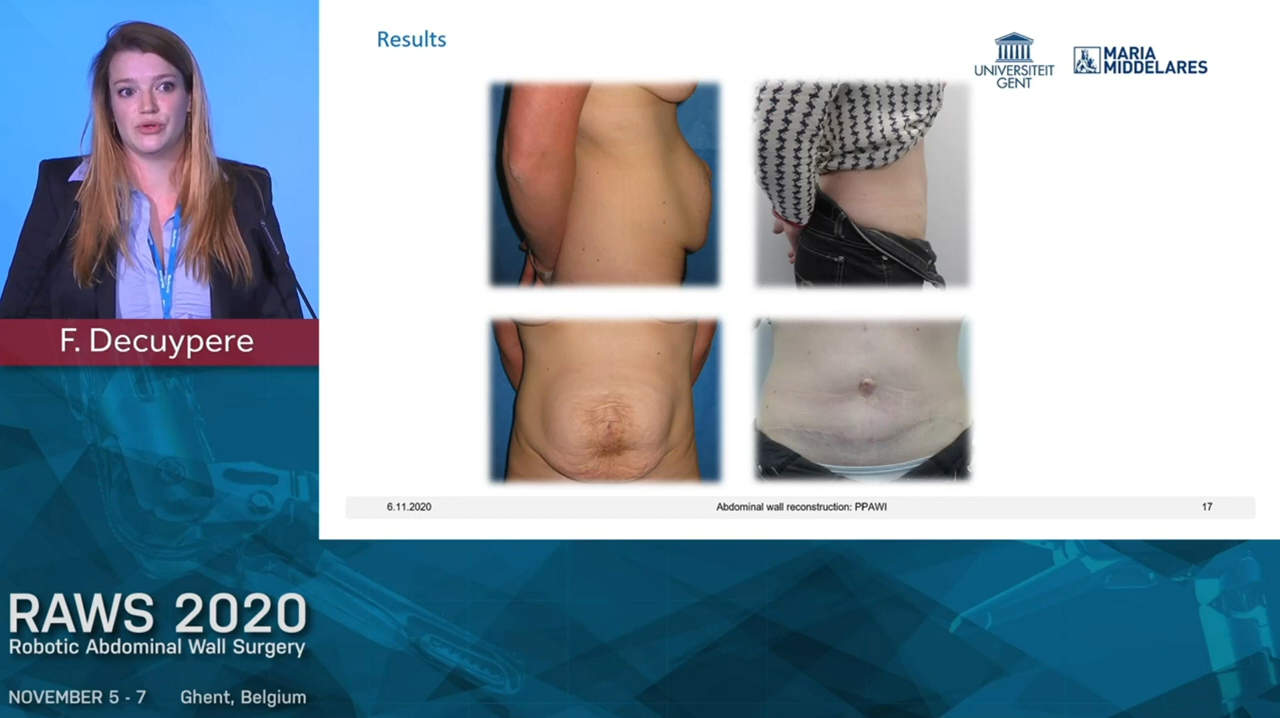 Results
UNIVERSITEIT
GENT
MARIA
MIDDELARES
F. Decuypere
6.11.2020
Abdominal wall reconstruction: PPAWI
17
RAWS 2020
Robotic Abdominal Wall Surgery
NOVEMBER 5 - 7 Ghent, Belgium